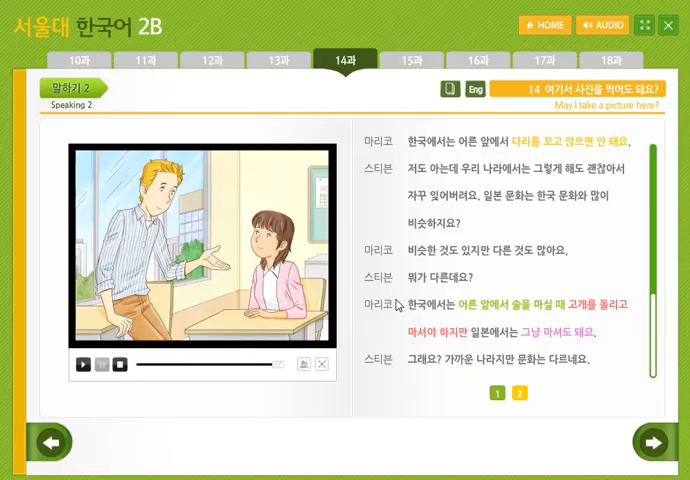 서울대 한국어 2B
HOME
AUDIO
10과
11과
12과
13과
14과
15과
16과
17과
18과
말하기 2
Speaking 2
Eng
14 여기서 사진을 찍어도 돼요?
May I take a picture here?
마리코 한국에서는 어른 앞에서 다리를 꼬고 앉으면 안 돼요.
스티븐 저도 아는데 우리 나라에서는 그렇게 해도 괜찮아서
자꾸 잊어버려요. 일본 문화는 한국 문화와 많이
비슷하지요?
마리코 비슷한 것도 있지만 다른 것도 많아요.
스티븐 뭐가 다른데요?
마리코 한국에서는 어른 앞에서 술을 마실 때 고개를 돌리고
마셔야 하지만 일본에서는 그냥 마셔도 돼요.
스티븐 그래요? 가까운 나라지만 문화는 다르네요.
1 2